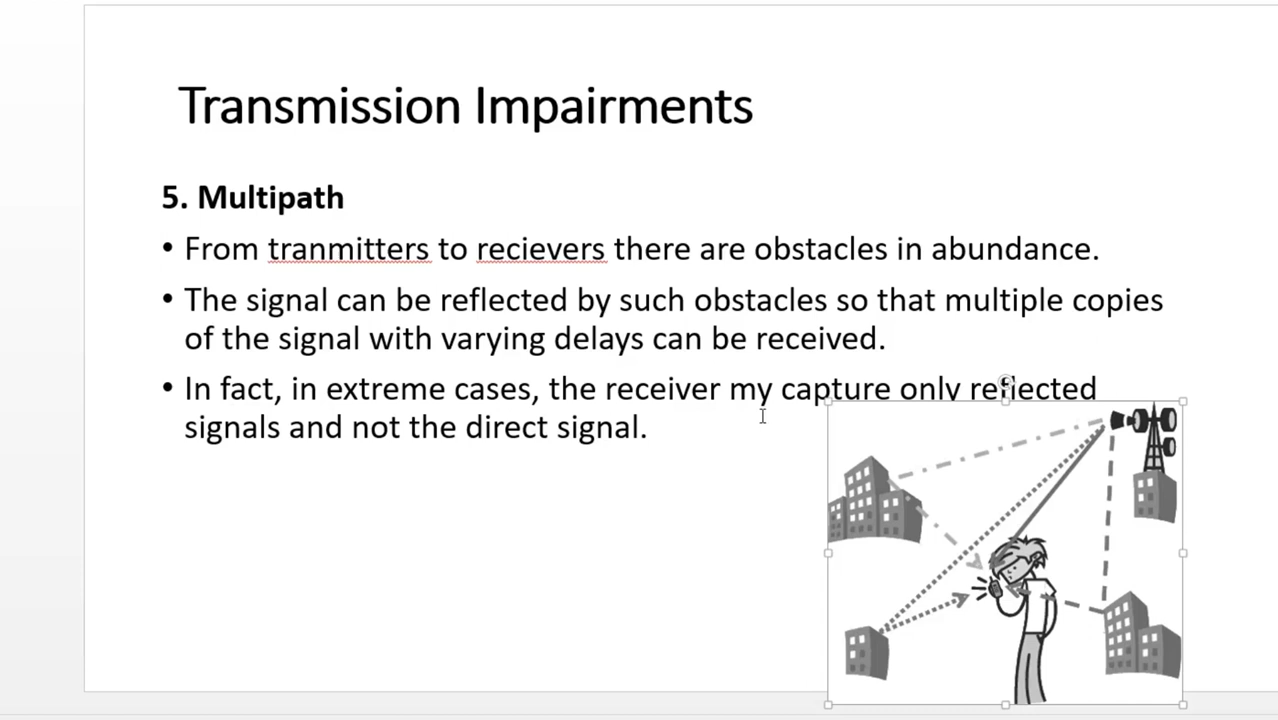 Transmission Impairments
5. Multipath
• From tranmitters to recievers there are obstacles in abundance.
• The signal can be reflected by such obstacles so that multiple copies
of the signal with varying delays can be received.
• In fact, in extreme cases, the receiver my capture only reflected
signals and not the direct signal.